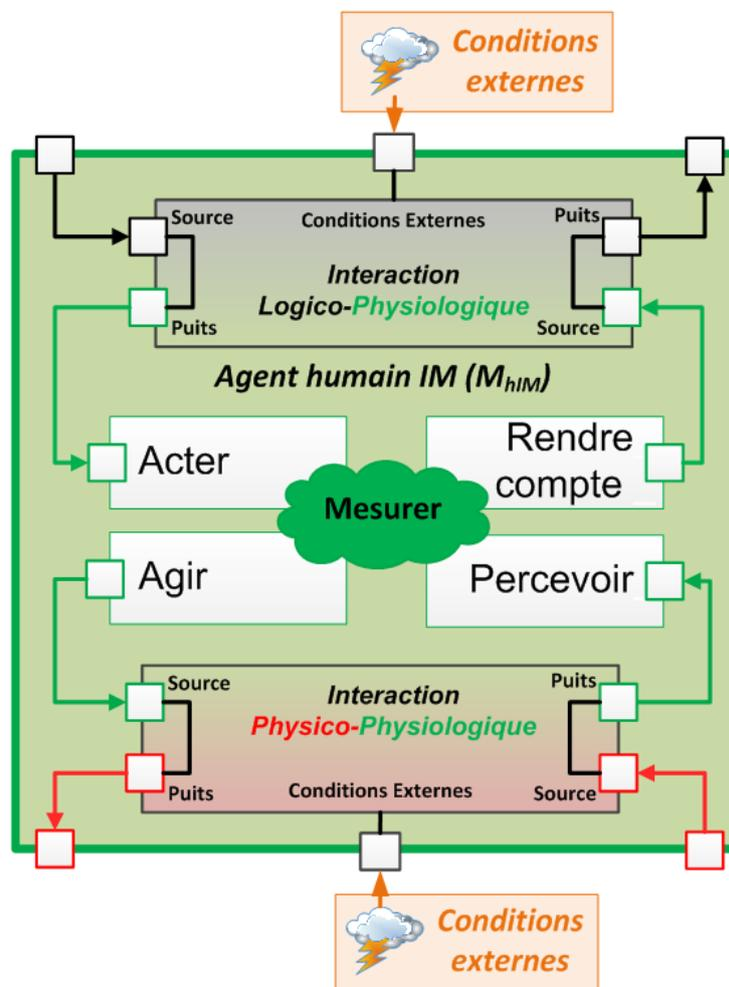 Conditions
externes
Source
Conditions Externes
Puits
Interaction
Logico-Physiologique
Puits
Source
Agent humain IM (MhIM)
Acter
Rendre
compte
Mesurer
Agir
Percevoir
Source
Interaction
Puits
Physico-Physiologique
Puits
Conditions Externes
Source
Conditions
externes